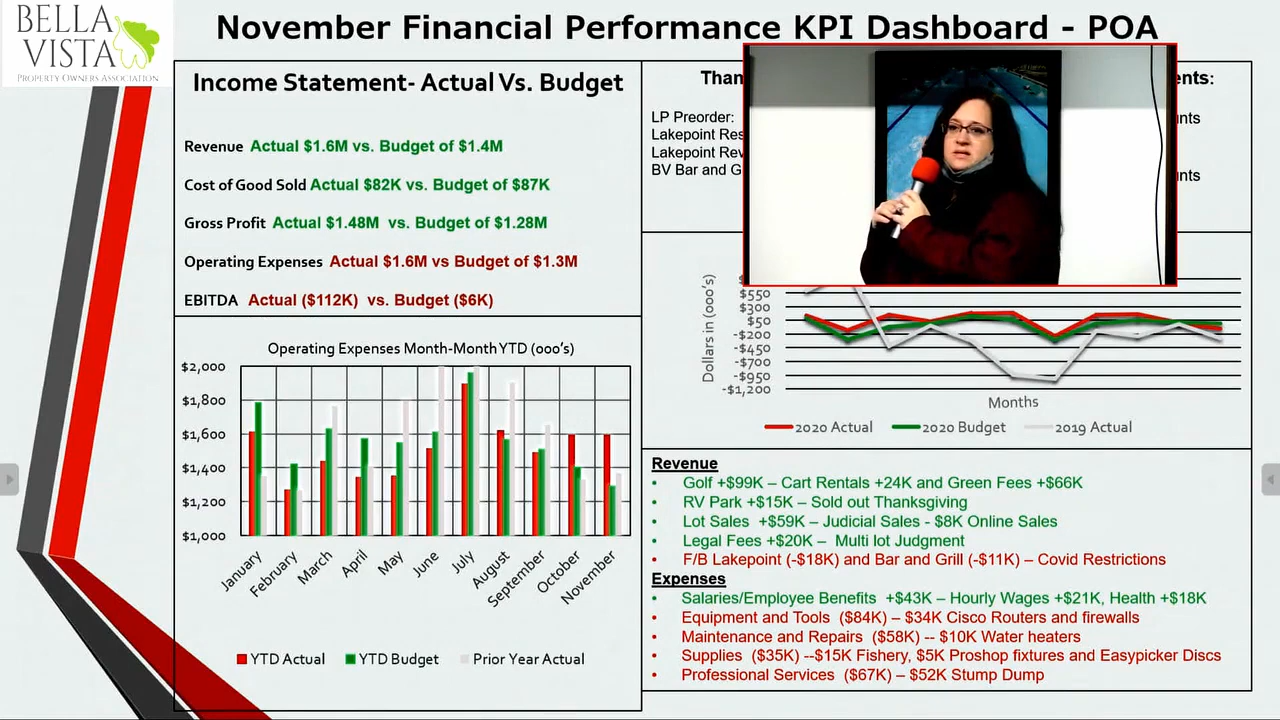 BELLA
VISTA
PROPERTY OWNERS ASSOCIATION
November Financial Performance KPI Dashboard - POA
Income Statement- Actual Vs. Budget
Revenue Actual $1.6M vs. Budget of $1.4M
Cost of Good Sold Actual $82K vs. Budget of $87K
Gross Profit Actual $1.48M vs. Budget of $1.28M
Operating Expenses Actual $1.6M vs Budget of $1.3M
EBITDA Actual ($112K) vs. Budget ($6K)
Operating Expenses Month-Month YTD (000's)
$2,000
$1,800
$1,600
$1,400
$1,200
$1,000
January
February
March
April
May
June
July
August
September
October
November
YTD Actual
YTD Budget
Prior Year Actual
LP Preorder:
Lakepoint
Lakepoint
BV Bar and
Dollars in (000's)
$550
$300
$50
-$200
-$450
-$700
-$950
-$1,200
Months
2020 Actual
2020 Budget
2019 Actual
Revenue
• Golf +$99K – Cart Rentals +24K and Green Fees +$66K
• RV Park +$15K – Sold out Thanksgiving
• Lot Sales +$59K – Judicial Sales - $8K Online Sales
• Legal Fees +$20K – Multi lot Judgment
• F/B Lakepoint (-$18K) and Bar and Grill (-$11K) – Covid Restrictions
Expenses
• Salaries/Employee Benefits +$43K – Hourly Wages +$21K, Health +$18K
• Equipment and Tools ($84K) – $34K Cisco Routers and firewalls
• Maintenance and Repairs ($58K) -- $10K Water heaters
• Supplies ($35K) --$15K Fishery, $5K Proshop fixtures and Easypicker Discs
• Professional Services ($67K) – $52K Stump Dump